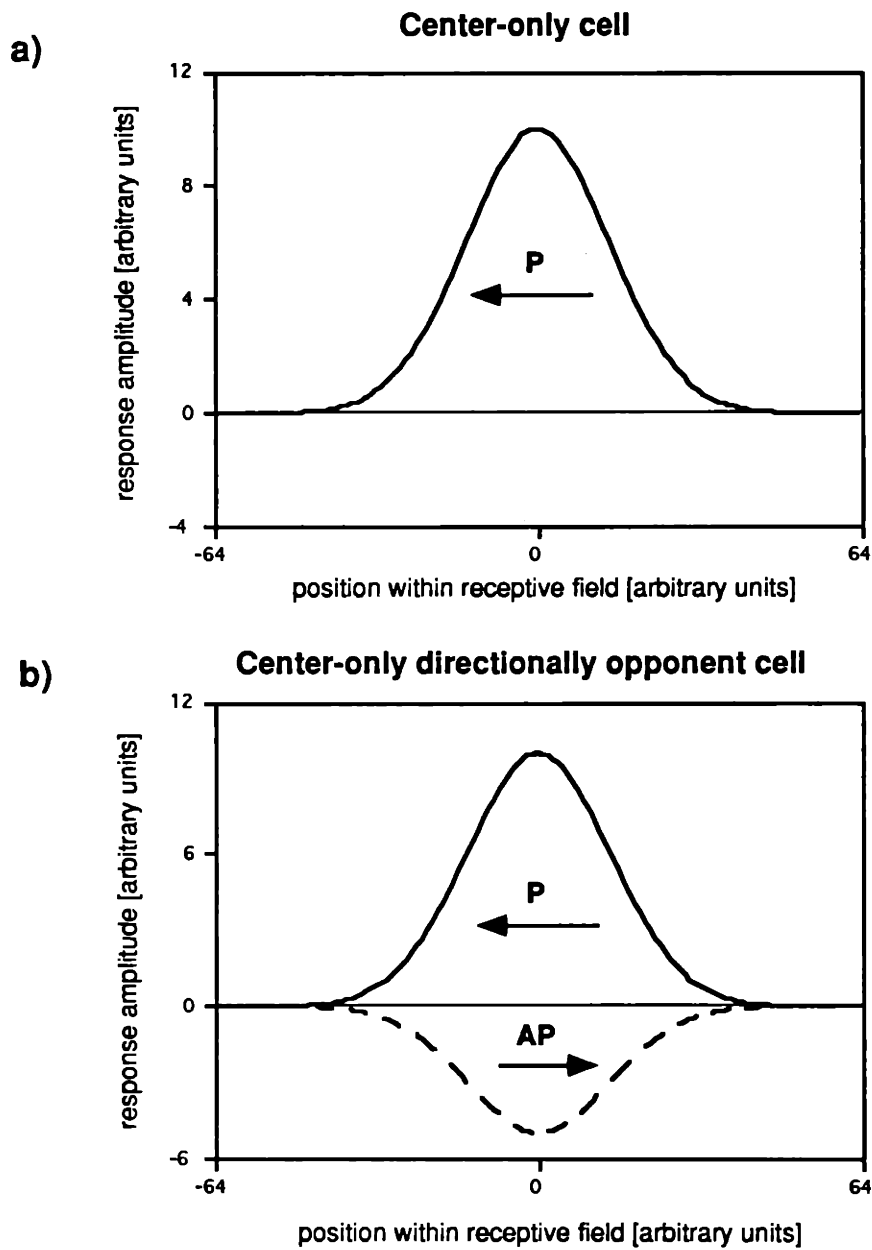 a)
Center-only cell
response amplitude [arbitrary units]
12
8
4
0
-4
P
-64
0
64
position within receptive field [arbitrary units]
b)
Center-only directionally opponent cell
response amplitude [arbitrary units]
12
6
0
-6
P
AP
-64
0
64
position within receptive field [arbitrary units]